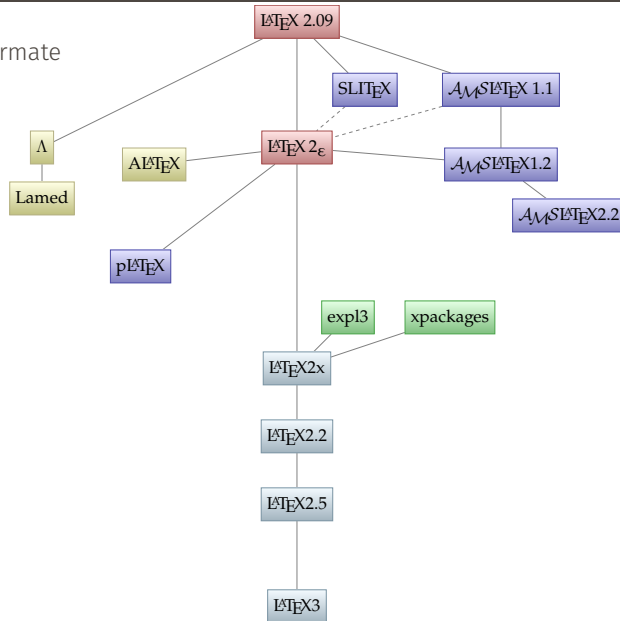 LATEX 2.09
rmate
SLITEX
AMSLATEX 1.1
Λ
ALATEX
LATEX 2ε
AMSLATEX1.2
Lamed
AMSLATEX2.2
pLATEX
expl3
xpackages
LATEX2x
LATEX2.2
LATEX2.5
LATEX3